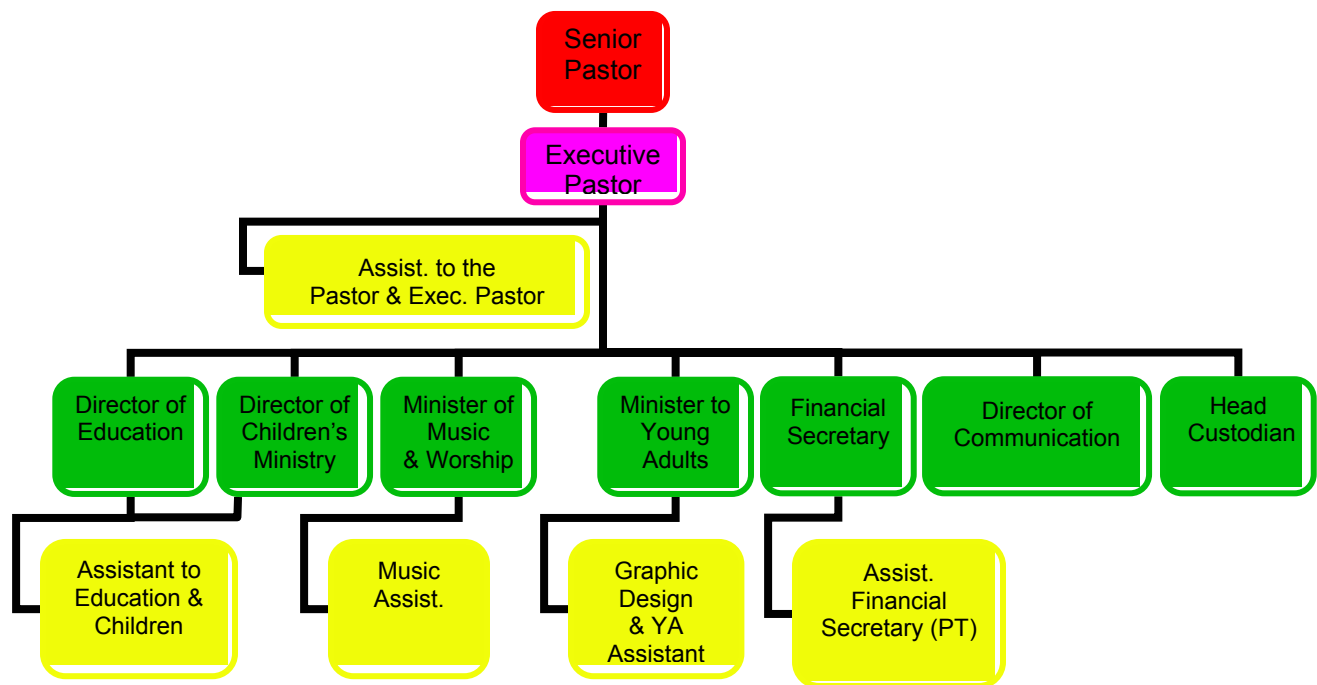 Senior
Pastor
Executive
Pastor
Assist. to the
Pastor & Exec. Pastor
Director of
Education
Director of
Children's
Ministry
Minister of
Music
& Worship
Minister to
Young
Adults
Financial
Secretary
Director of
Communication
Head
Custodian
Assistant to
Education &
Children
Music
Assist.
Graphic
Design
& YA
Assistant
Assist.
Financial
Secretary (PT)